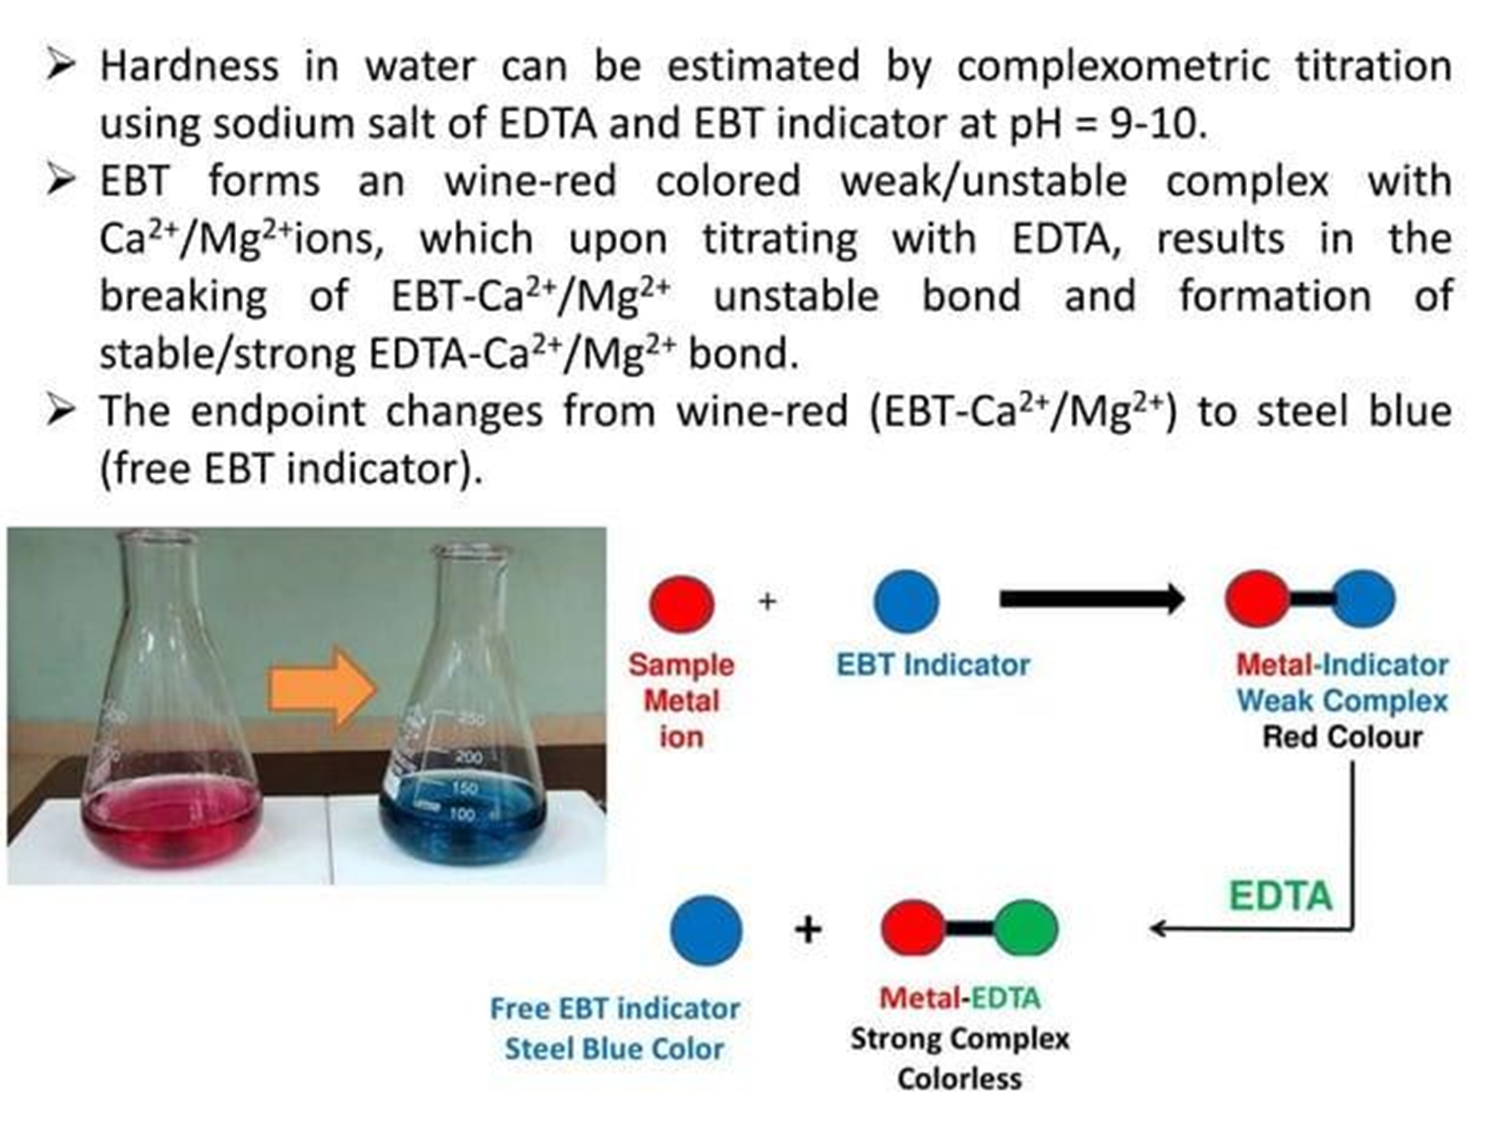 ➢ Hardness in water can be estimated by complexometric titration
using sodium salt of EDTA and EBT indicator at pH = 9-10.
➢ EBT forms an wine-red colored weak/unstable complex with
Ca²⁺/Mg²⁺ions, which upon titrating with EDTA, results in the
breaking of EBT-Ca²⁺/Mg²⁺ unstable bond and formation of
stable/strong EDTA-Ca²⁺/Mg²⁺ bond.
➢ The endpoint changes from wine-red (EBT-Ca²⁺/Mg²⁺) to steel blue
(free EBT indicator).
250
200
150
100
+
Sample
Metal
ion
EBT Indicator
Metal-Indicator
Weak Complex
Red Colour
EDTA
+
Free EBT indicator
Steel Blue Color
Metal-EDTA
Strong Complex
Colorless